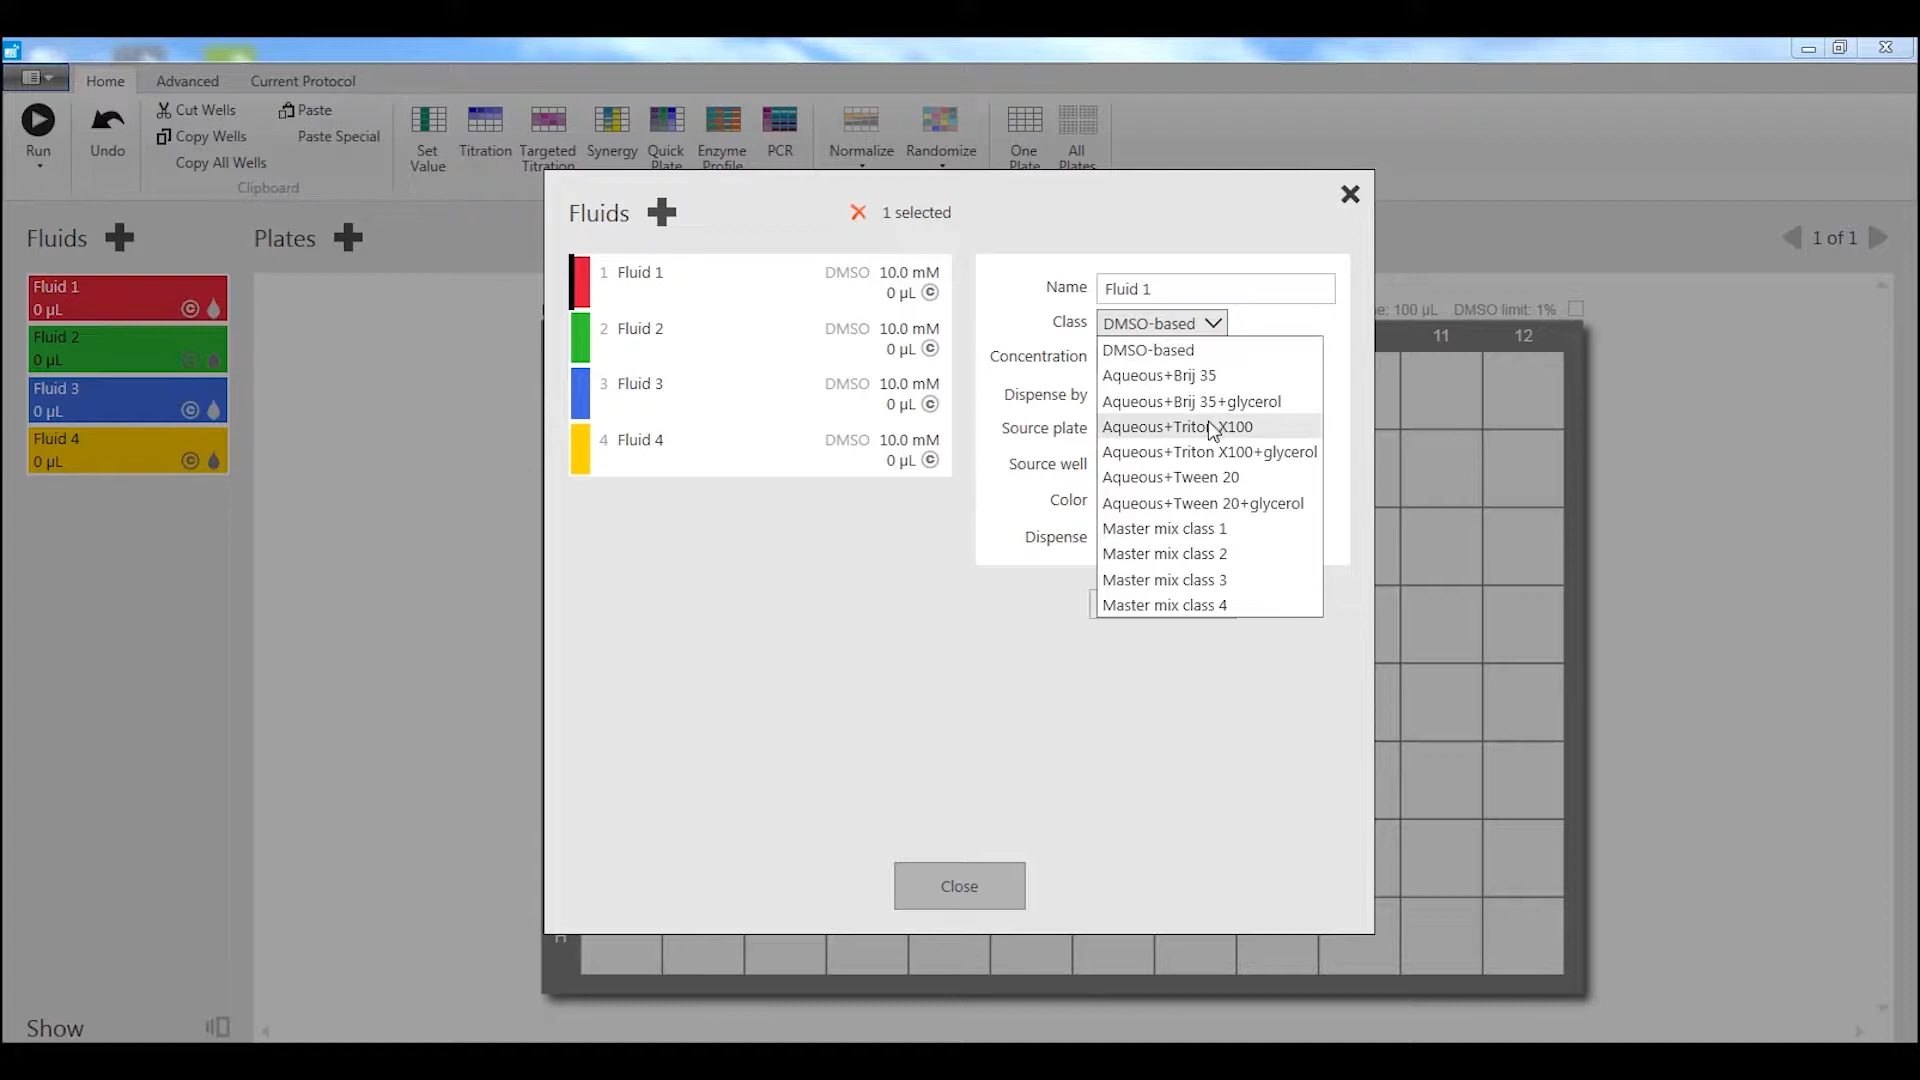 Home Advanced Current Protocol
Run
Undo
Cut Wells
Copy Wells
Copy All Wells
Paste
Paste Special
Clipboard
Set Value
Titration
Targeted Titration
Synergy
Quick Plate
Enzyme Profile
PCR
Normalize
Randomize
One Plate
All Plates
Fluids
Plates
1 of 1
Fluid 1
0 µL
Fluid 2
0 µL
Fluid 3
0 µL
Fluid 4
0 µL
Show
Fluids
1 selected
1 Fluid 1 DMSO 10.0 mM
0 µL C
2 Fluid 2 DMSO 10.0 mM
0 µL C
3 Fluid 3 DMSO 10.0 mM
0 µL C
4 Fluid 4 DMSO 10.0 mM
0 µL C
Name Fluid 1
Class DMSO-based
Concentration
Dispense by
Source plate
Source well
Color
Dispense
DMSO-based
Aqueous+Brij 35
Aqueous+Brij 35+glycerol
Aqueous+Triton X100
Aqueous+Triton X100+glycerol
Aqueous+Tween 20
Aqueous+Tween 20+glycerol
Master mix class 1
Master mix class 2
Master mix class 3
Master mix class 4
Close
100 µL DMSO limit: 1%
11 12
H